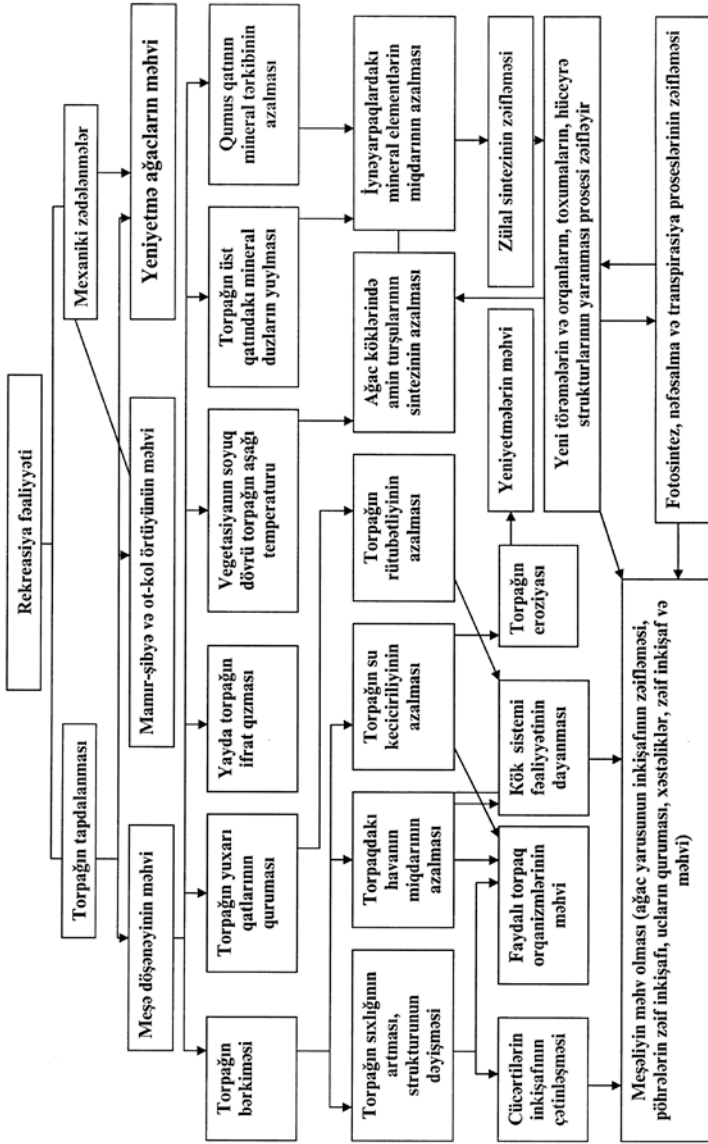 Rekreasiya fəaliyyəti
Torpağın tapdalanması
Mexaniki zədələnmələr
Meşə döşənəyinin məhvi
Mamır-şibyə və ot-kol örtüyünün məhvi
Yeniyetmə ağacların məhvi
Torpağın
bərkiməsi
Torpağın yuxarı
qatlarının
quruması
Yayda torpağın
ifrat qızması
Vegetasiyanın soyuq
dövrü torpağın aşağı
temperaturu
Torpağın üst
qatındakı mineral
duzların yuylması
Qumus qatının
mineral tərkibinin
azalması
Torpağın sıxlığının
artması,
strukturunun
dəyişməsi
Torpaqdakı
havanın
miqdarının
azalması
Torpağın su
keciciriliyinin
azalması
Torpağın
rütubətliyinin
azalması
Ağac köklərində
amin turşularının
sintezinin azalması
İynəyarpaqlardakı
mineral elementlərin
miqdarının azalması
Cücərtilərin
inkişafının
çətinləşməsi
Faydalı torpaq
orqanizmlərinin
məhvi
Kök sistemi
fəaliyyətinin
dayanması
Torpağın
eroziyası
Yeniyetmələrin məhvi
Zülal sintezinin zəifləməsi
Yeni törəmələrin və orqanların, toxumaların, hüceyrə
strukturlarının yaranması prosesi zəifləyir
Meşəliyin məhv olması (ağac yarusunun inkişafının zəifləməsi,
pöhrələrin zəif inkişafı, ucların quruması, xəstəliklər, zəif inkişaf və
məhvi)
Fotosintez, nəfəsalma və transpirasiya proseslərinin zəifləməsi